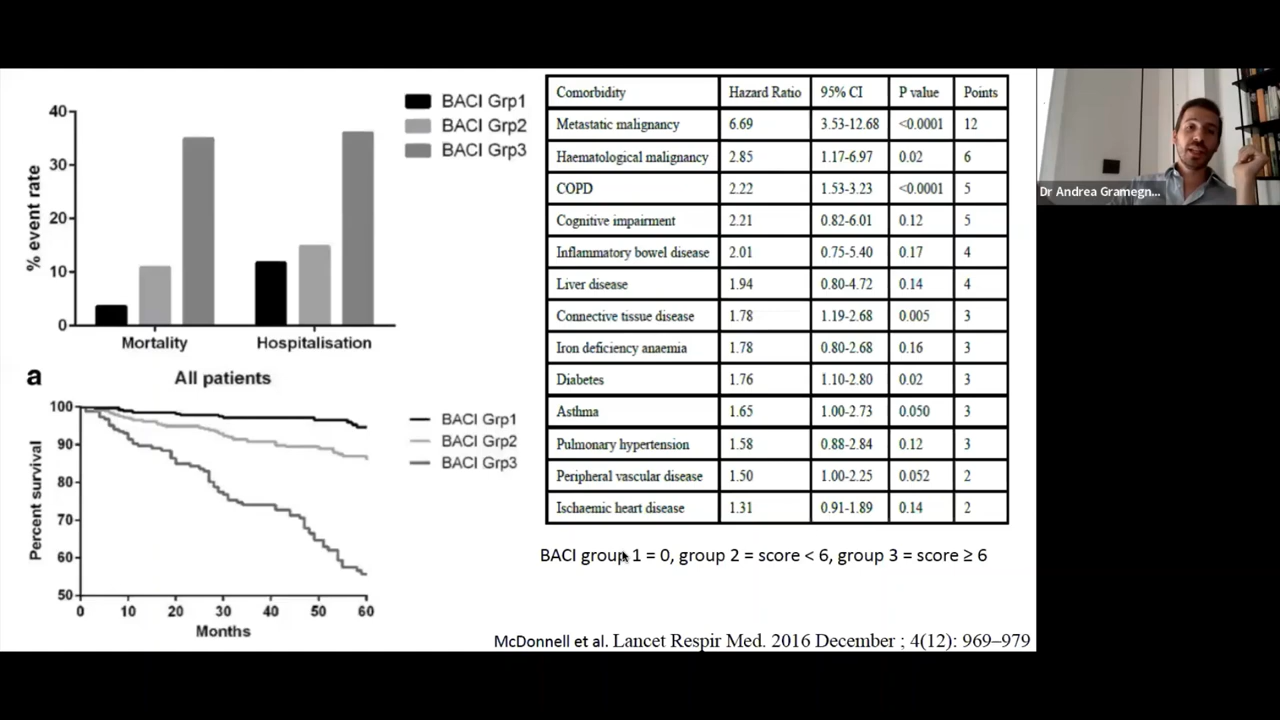 40
30
20
10
0
% event rate
Mortality
Hospitalisation
BACI Grp1
BACI Grp2
BACI Grp3
a
All patients
100
90
80
70
60
50
Percent survival
0 10 20 30 40 50 60
Months
BACI Grp1
BACI Grp2
BACI Grp3
Comorbidity Hazard Ratio 95% CI P value Points
Metastatic malignancy 6.69 3.53-12.68 <0.0001 12
Haematological malignancy 2.85 1.17-6.97 0.02 6
COPD 2.22 1.53-3.23 <0.0001 5
Cognitive impairment 2.21 0.82-6.01 0.12 5
Inflammatory bowel disease 2.01 0.75-5.40 0.17 4
Liver disease 1.94 0.80-4.72 0.14 4
Connective tissue disease 1.78 1.19-2.68 0.005 3
Iron deficiency anaemia 1.78 0.80-2.68 0.16 3
Diabetes 1.76 1.10-2.80 0.02 3
Asthma 1.65 1.00-2.73 0.050 3
Pulmonary hypertension 1.58 0.88-2.84 0.12 3
Peripheral vascular disease 1.50 1.00-2.25 0.052 2
Ischaemic heart disease 1.31 0.91-1.89 0.14 2
BACI group 1 = 0, group 2 = score < 6, group 3 = score ≥ 6
McDonnell et al. Lancet Respir Med. 2016 December ; 4(12): 969–979
Dr Andrea Gramegn...